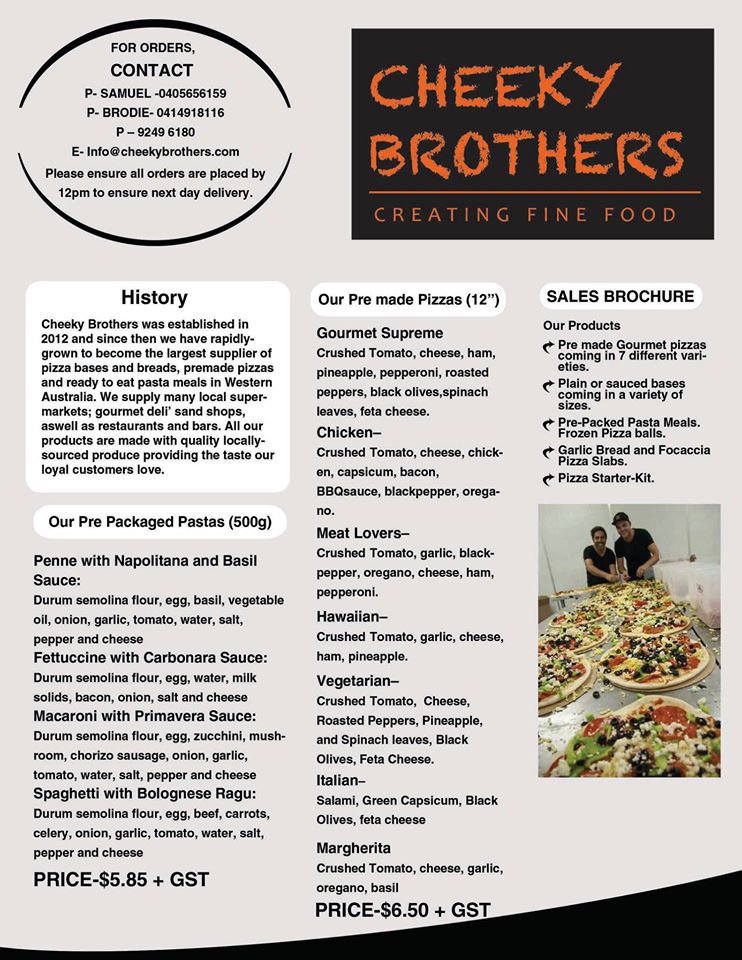 FOR ORDERS,
CONTACT
P- SAMUEL -0405656159
P- BRODIE- 0414918116
P – 9249 6180
E- Info@cheekybrothers.com
Please ensure all orders are placed by
12pm to ensure next day delivery.
CHEEKY
BROTHERS
CREATING FINE FOOD
History
Cheeky Brothers was established in
2012 and since then we have rapidly-
grown to become the largest supplier of
pizza bases and breads, premade pizzas
and ready to eat pasta meals in Western
Australia. We supply many local super-
markets; gourmet deli’ sand shops,
aswell as restaurants and bars. All our
products are made with quality locally-
sourced produce providing the taste our
loyal customers love.
Our Pre Packaged Pastas (500g)
Penne with Napolitana and Basil
Sauce:
Durum semolina flour, egg, basil, vegetable
oil, onion, garlic, tomato, water, salt,
pepper and cheese
Fettuccine with Carbonara Sauce:
Durum semolina flour, egg, water, milk
solids, bacon, onion, salt and cheese
Macaroni with Primavera Sauce:
Durum semolina flour, egg, zucchini, mush-
room, chorizo sausage, onion, garlic,
tomato, water, salt, pepper and cheese
Spaghetti with Bolognese Ragu:
Durum semolina flour, egg, beef, carrots,
celery, onion, garlic, tomato, water, salt,
pepper and cheese
PRICE-$5.85 + GST
Our Pre made Pizzas (12”)
Gourmet Supreme
Crushed Tomato, cheese, ham,
pineapple, pepperoni, roasted
peppers, black olives,spinach
leaves, feta cheese.
Chicken–
Crushed Tomato, cheese, chick-
en, capsicum, bacon,
BBQsauce, blackpepper, orega-
no.
Meat Lovers–
Crushed Tomato, garlic, black-
pepper, oregano, cheese, ham,
pepperoni.
Hawaiian–
Crushed Tomato, garlic, cheese,
ham, pineapple.
Vegetarian–
Crushed Tomato, Cheese,
Roasted Peppers, Pineapple,
and Spinach leaves, Black
Olives, Feta Cheese.
Italian–
Salami, Green Capsicum, Black
Olives, feta cheese
Margherita
Crushed Tomato, cheese, garlic,
oregano, basil
PRICE-$6.50 + GST
SALES BROCHURE
Our Products
Pre made Gourmet pizzas
coming in 7 different vari-
eties.
Plain or sauced bases
coming in a variety of
sizes.
Pre-Packed Pasta Meals.
Frozen Pizza balls.
Garlic Bread and Focaccia
Pizza Slabs.
Pizza Starter-Kit.